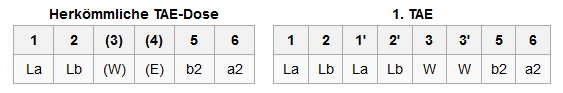 Herkömmliche TAE-Dose
1 2 (3) (4) 5 6
La Lb (W) (E) b2 a2
1. TAE
1 2 1' 2' 3 3' 5 6
La Lb La Lb W W b2 a2